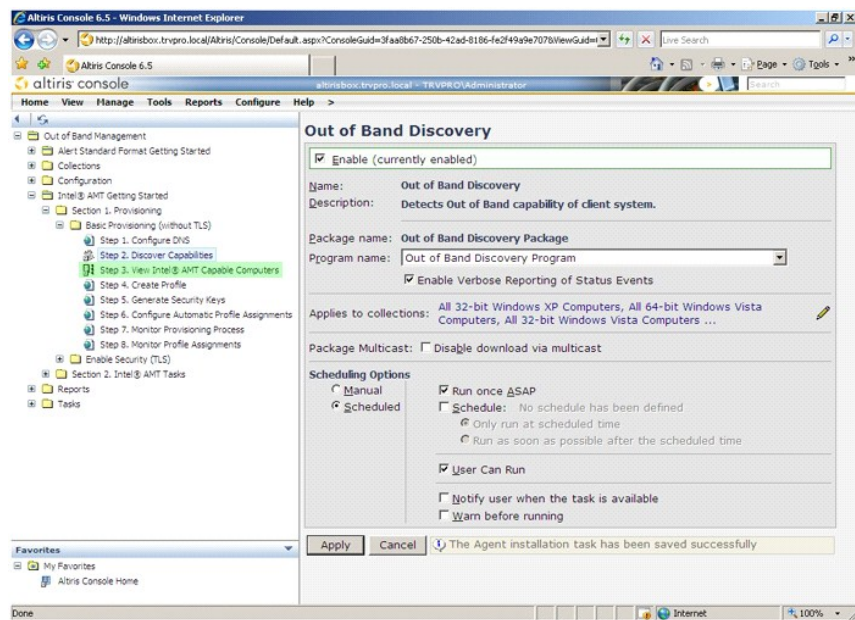 Altiris Console 6.5 - Windows Internet Explorer
http://altirisbox.trvpro.local/Altiris/Console/Default.aspx?ConsoleGuid=3faa8b67-250b-42ad-8186-fe2f49a9e707&ViewGuid=
Live Search
Altiris Console 6.5
Page
Tools
altiris console
altirisbox.trvpro.local - TRVPRO\Administrator
Search
Home View Manage Tools Reports Configure Help >
Out of Band Management
Alert Standard Format Getting Started
Collections
Configuration
Intel® AMT Getting Started
Section 1. Provisioning
Basic Provisioning (without TLS)
Step 1. Configure DNS
Step 2. Discover Capabilities
Step 3. View Intel® AMT Capable Computers
Step 4. Create Profile
Step 5. Generate Security Keys
Step 6. Configure Automatic Profile Assignments
Step 7. Monitor Provisioning Process
Step 8. Monitor Profile Assignments
Enable Security (TLS)
Section 2. Intel® AMT Tasks
Reports
Tasks
Favorites
My Favorites
Altiris Console Home
Out of Band Discovery
Enable (currently enabled)
Name: Out of Band Discovery
Description: Detects Out of Band capability of client system.
Package name: Out of Band Discovery Package
Program name: Out of Band Discovery Program
Enable Verbose Reporting of Status Events
Applies to collections: All 32-bit Windows XP Computers, All 64-bit Windows Vista
Computers, All 32-bit Windows Vista Computers ...
Package Multicast: Disable download via multicast
Scheduling Options
Manual
Scheduled
Run once ASAP
Schedule: No schedule has been defined
Only run at scheduled time
Run as soon as possible after the scheduled time
User Can Run
Notify user when the task is available
Warn before running
Apply Cancel The Agent installation task has been saved successfully
Done
Internet
100%